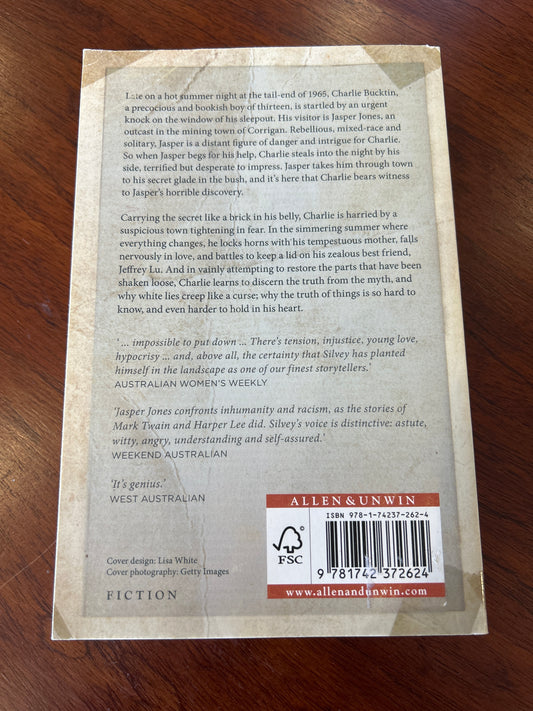 Late on a hot summer night at the tail-end of 1965, Charlie Bucktin,
a precocious and bookish boy of thirteen, is startled by an urgent
knock on the window of his sleepout. His visitor is Jasper Jones, an
outcast in the mining town of Corrigan. Rebellious, mixed-race and
solitary, Jasper is a distant figure of danger and intrigue for Charlie.
So when Jasper begs for his help, Charlie steals into the night by his
side, terrified but desperate to impress. Jasper takes him through town
to his secret glade in the bush, and it's here that Charlie bears witness
to Jasper's horrible discovery.
Carrying the secret like a brick in his belly, Charlie is harried by a
suspicious town tightening in fear. In the simmering summer where
everything changes, he locks horns with his tempestuous mother, falls
nervously in love, and battles to keep a lid on his zealous best friend,
Jeffrey Lu. And in vainly attempting to restore the parts that have been
shaken loose, Charlie learns to discern the truth from the myth, and
why white lies creep like a curse; why the truth of things is so hard to
know, and even harder to hold in his heart.
' ... impossible to put down ... There's tension, injustice, young love,
hypocrisy ... and, above all, the certainty that Silvey has planted
himself in the landscape as one of our finest storytellers.'
AUSTRALIAN WOMEN'S WEEKLY
'Jasper Jones confronts inhumanity and racism, as the stories of
Mark Twain and Harper Lee did. Silvey's voice is distinctive: astute,
witty, angry, understanding and self-assured.'
WEEKEND AUSTRALIAN
'It's genius.'
WEST AUSTRALIAN
ALLEN & UNWIN
ISBN 978-1-74237-262-4
FSC
9 781742 372624
www.allenandunwin.com
Cover design: Lisa White
Cover photography: Getty Images
FICTION